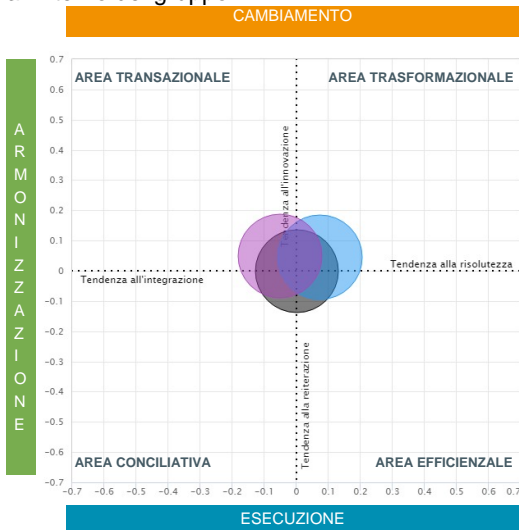 CAMBIAMENTO
0.7
AREA TRANSAZIONALE
AREA TRASFORMAZIONALE
0.6
0.5
0.4
0.3
0.2
0.1
0
-0.1
-0.2
-0.3
-0.4
-0.5
-0.6
-0.7
ARMONIZZAZIONE
Tendenza all'innovazione
Tendenza alla risolutezza
Tendenza all'integrazione
Tendenza alla reiterazione
AREA CONCILIATIVA
AREA EFFICIENZALE
-0.7 -0.6 -0.5 -0.4 -0.3 -0.2 -0.1 0 0.1 0.2 0.3 0.4 0.5 0.6 0.7
ESECUZIONE